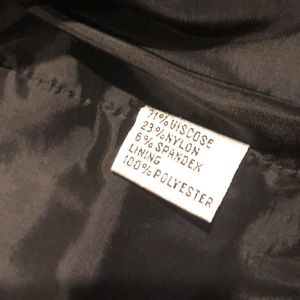 71%VISCOSE
23%NYLON
6%SPANDEX
LINING
100%POLYESTER